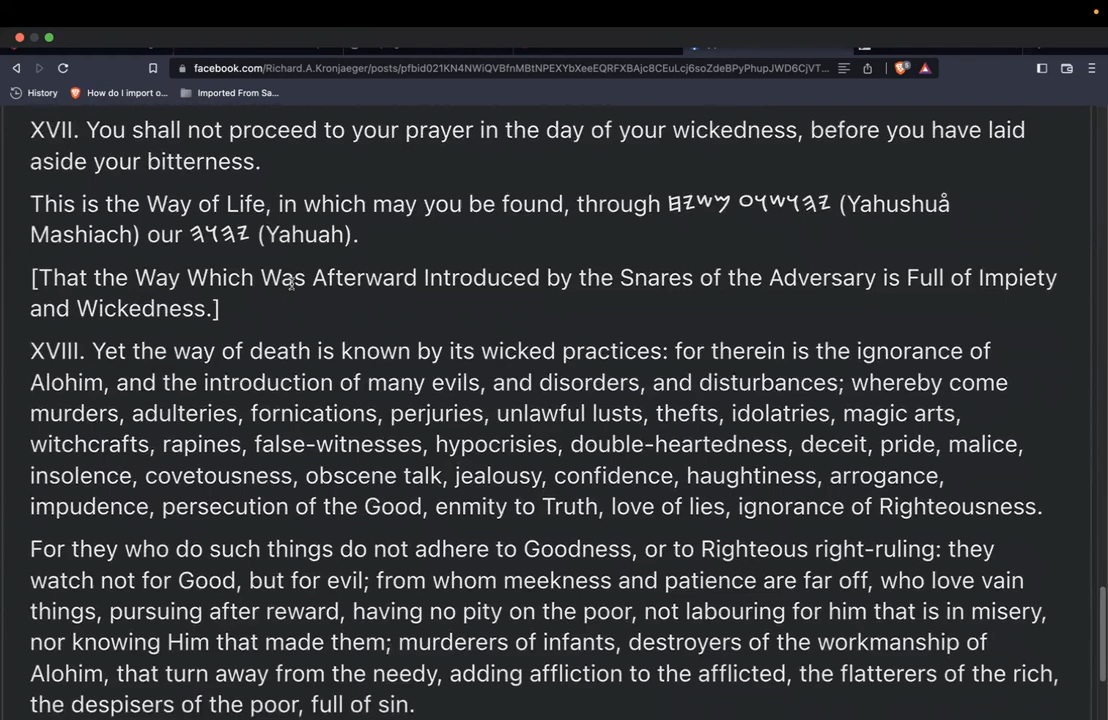 facebook.com/Richard.A.Kronjaeger/posts/pfbid021KN4NWiQVBfnMBtNPEXYbXeeEQRFXBAjc8CEuLcj6soZdeBPyPhupJWD6CjVT...
History How do I import o... Imported From Sa...
XVII. You shall not proceed to your prayer in the day of your wickedness, before you have laid
aside your bitterness.
This is the Way of Life, in which may you be found, through 𐤉𐤄𐤅𐤔𐤅𐤏 𐤌𐤔𐤉𐤇 (Yahushuå
Mashiach) our 𐤉𐤄𐤅𐤄 (Yahuah).
[That the Way Which Was Afterward Introduced by the Snares of the Adversary is Full of Impiety
and Wickedness.]
XVIII. Yet the way of death is known by its wicked practices: for therein is the ignorance of
Alohim, and the introduction of many evils, and disorders, and disturbances; whereby come
murders, adulteries, fornications, perjuries, unlawful lusts, thefts, idolatries, magic arts,
witchcrafts, rapines, false-witnesses, hypocrisies, double-heartedness, deceit, pride, malice,
insolence, covetousness, obscene talk, jealousy, confidence, haughtiness, arrogance,
impudence, persecution of the Good, enmity to Truth, love of lies, ignorance of Righteousness.
For they who do such things do not adhere to Goodness, or to Righteous right-ruling: they
watch not for Good, but for evil; from whom meekness and patience are far off, who love vain
things, pursuing after reward, having no pity on the poor, not labouring for him that is in misery,
nor knowing Him that made them; murderers of infants, destroyers of the workmanship of
Alohim, that turn away from the needy, adding affliction to the afflicted, the flatterers of the rich,
the despisers of the poor, full of sin.